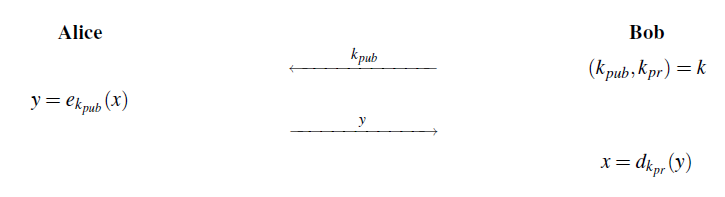 Alice Bob
k_pub
(k_pub, k_pr) = k
y = e_{k_pub}(x)
y
x = d_{k_pr}(y)